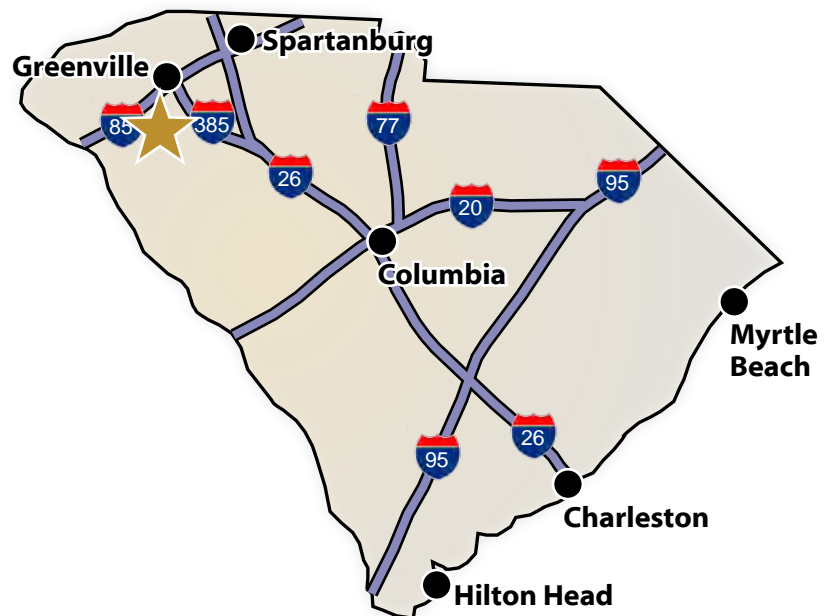 Spartanburg
Greenville
85
385
77
26
95
20
Columbia
Myrtle
Beach
26
95
Charleston
Hilton Head